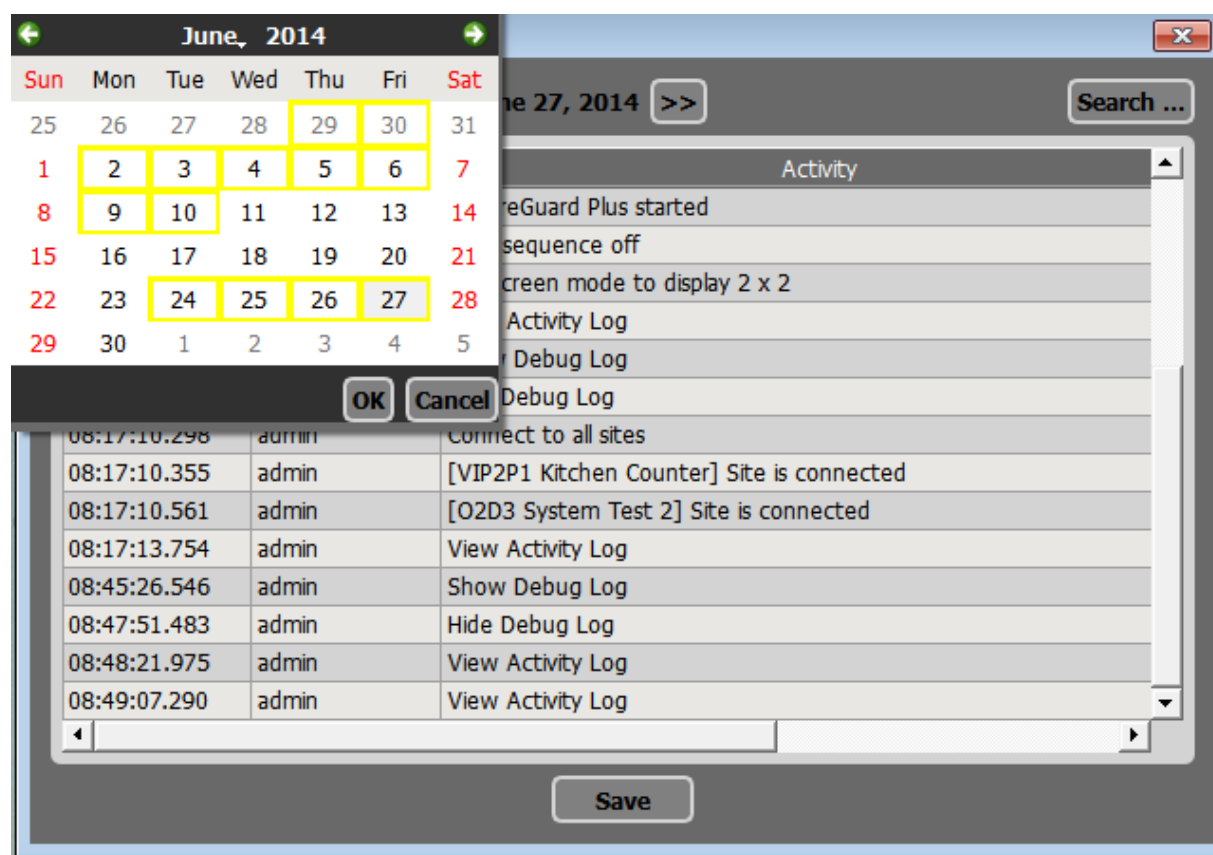 June, 2014
Sun Mon Tue Wed Thu Fri Sat
25 26 27 28 29 30 31
1 2 3 4 5 6 7
8 9 10 11 12 13 14
15 16 17 18 19 20 21
22 23 24 25 26 27 28
29 30 1 2 3 4 5
OK Cancel
27, 2014 >> Search ...
Activity
Plus started
sequence off
mode to display 2 x 2
Activity Log
Debug Log
Debug Log
08:17:10.298 admin Connect to all sites
08:17:10.355 admin [VIP2P1 Kitchen Counter] Site is connected
08:17:10.561 admin [O2D3 System Test 2] Site is connected
08:17:13.754 admin View Activity Log
08:45:26.546 admin Show Debug Log
08:47:51.483 admin Hide Debug Log
08:48:21.975 admin View Activity Log
08:49:07.290 admin View Activity Log
Save